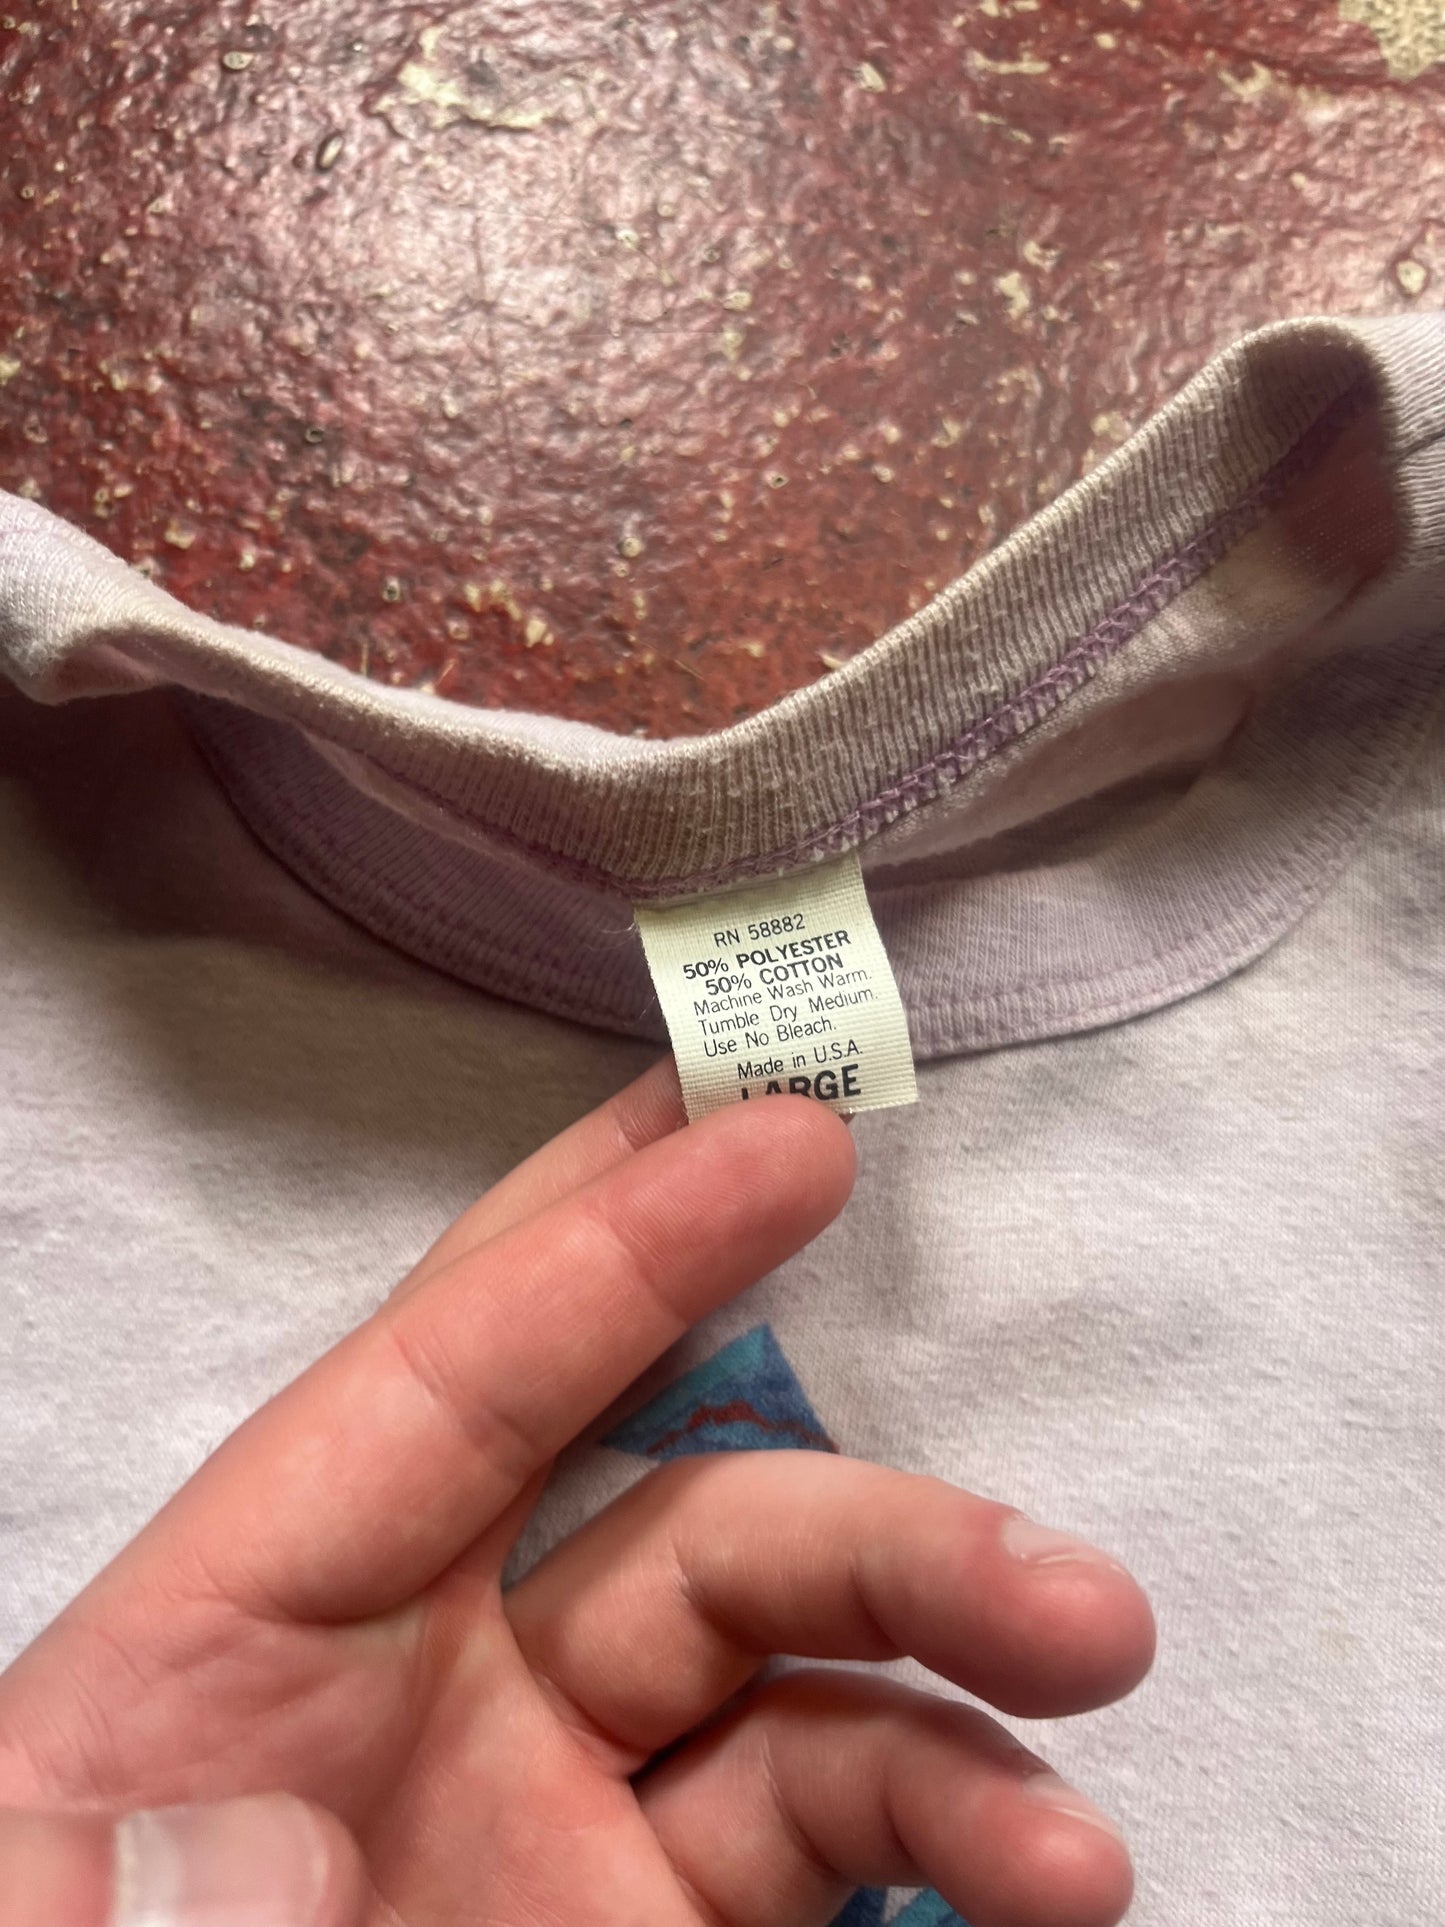 RN 58882
50% POLYESTER
50% COTTON
Machine Wash Warm.
Tumble Dry Medium.
Use No Bleach.
Made in U.S.A.
LARGE